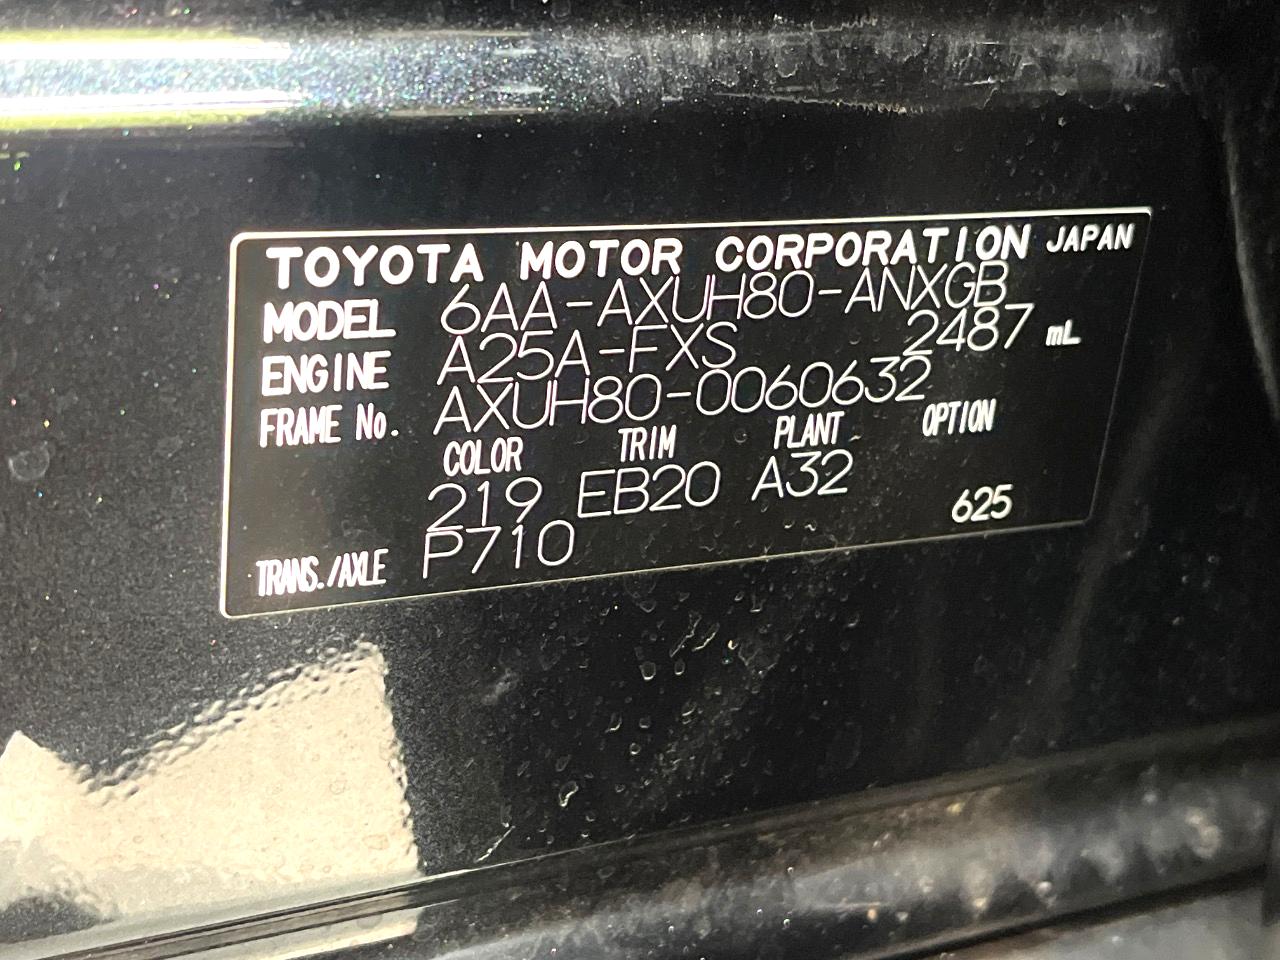 TOYOTA MOTOR CORPORATION JAPAN
MODEL 6AA-AXUH80-ANXGB
ENGINE A25A-FXS 2487 mL
FRAME No. AXUH80-0060632
COLOR TRIM PLANT OPTION
219 EB20 A32
TRANS./AXLE P710 625